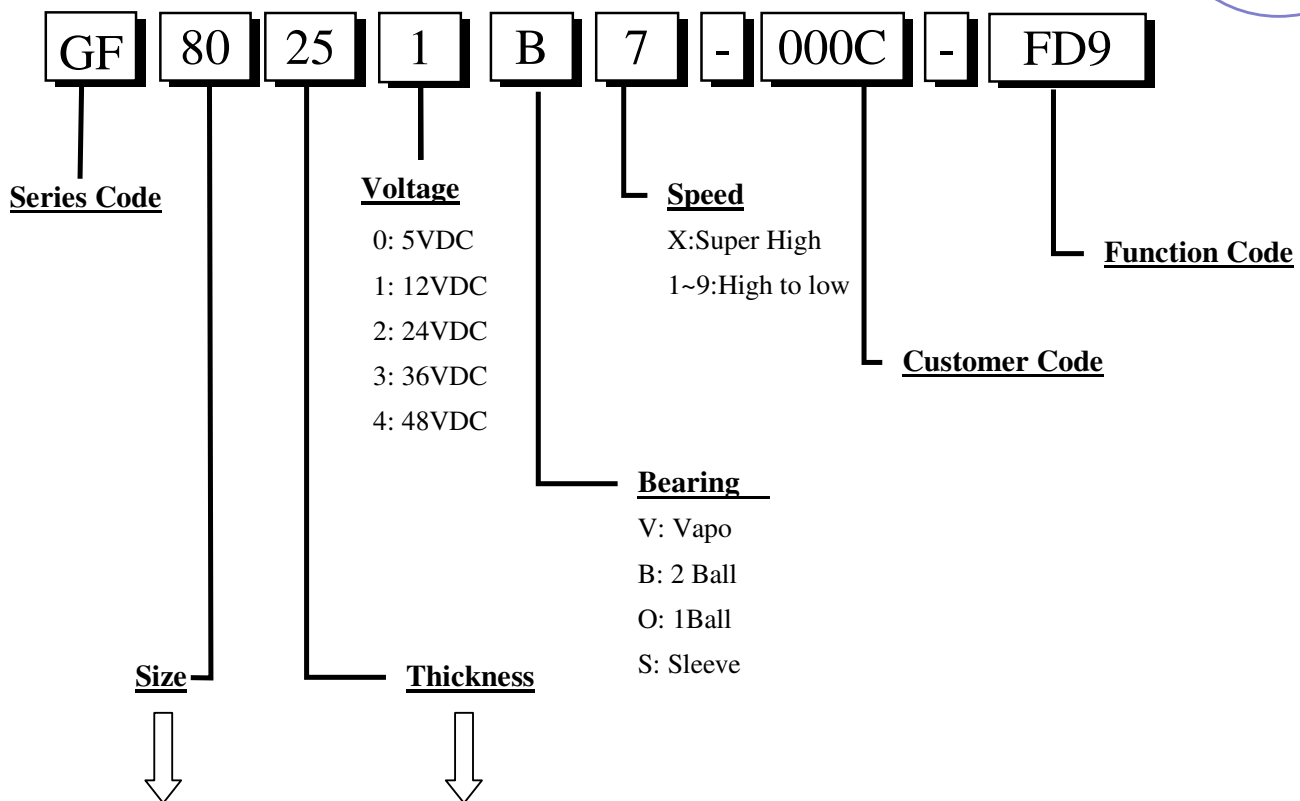 GF 80 25 1 B 7 - 000C - FD9
Series Code
Voltage
0: 5VDC
1: 12VDC
2: 24VDC
3: 36VDC
4: 48VDC
Speed
X:Super High
1~9:High to low
Function Code
Customer Code
Bearing
V: Vapo
B: 2 Ball
O: 1Ball
S: Sleeve
Size
Thickness